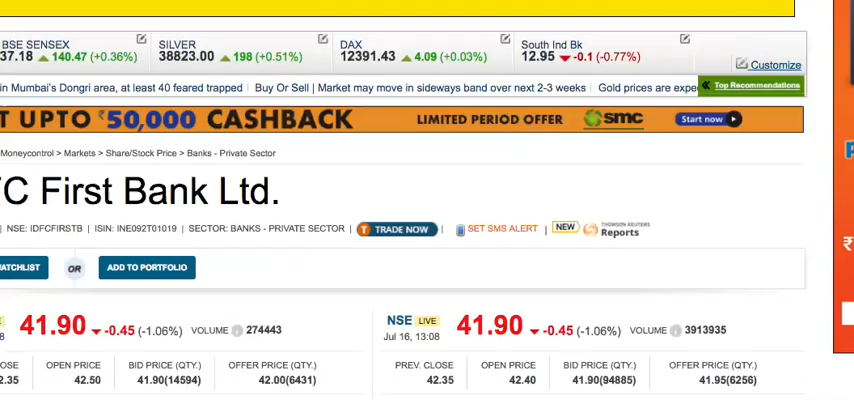 BSE SENSEX SILVER DAX South Ind Bk
37.18 140.47 (+0.36%) 38823.00 198 (+0.51%) 12391.43 4.09 (+0.03%) 12.95 -0.1 (-0.77%)
Customize
in Mumbai's Dongri area, at least 40 feared trapped | Buy Or Sell | Market may move in sideways band over next 2-3 weeks | Gold prices are expe
Top Recommendations
T UPTO ₹50,000 CASHBACK LIMITED PERIOD OFFER smc Start now
Moneycontrol > Markets > Share/Stock Price > Banks - Private Sector
C First Bank Ltd.
| NSE: IDFCFIRSTB | ISIN: INE092T01019 | SECTOR: BANKS - PRIVATE SECTOR | T TRADE NOW | SET SMS ALERT | NEW THOMSON REUTERS Reports
WATCHLIST OR ADD TO PORTFOLIO
41.90 -0.45 (-1.06%) VOLUME 274443
NSE LIVE 41.90 -0.45 (-1.06%) VOLUME 3913935
Jul 16, 13:08
OSE OPEN PRICE BID PRICE (QTY.) OFFER PRICE (QTY.)
2.35 42.50 41.90(14594) 42.00(6431)
PREV. CLOSE OPEN PRICE BID PRICE (QTY.) OFFER PRICE (QTY.)
42.35 42.40 41.90(94885) 41.95(6256)
₹